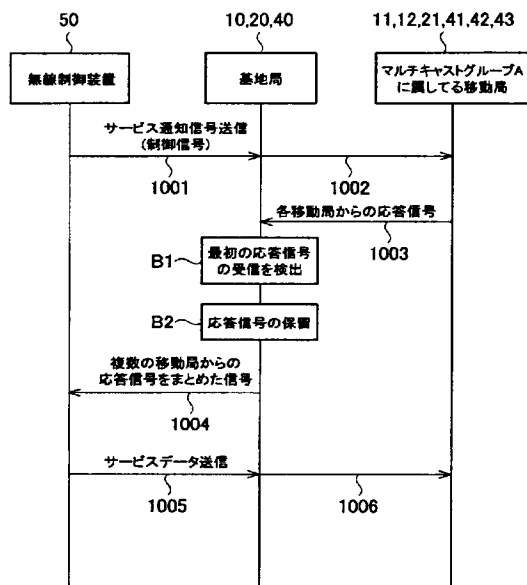 50
10,20,40
11,12,21,41,42,43
無線制御装置
基地局
マルチキャストグループA
に属してる移動局
サービス通知信号送信
(制御信号)
1001
1002
各移動局からの応答信号
1003
B1
最初の応答信号
の受信を検出
B2
応答信号の保留
複数の移動局からの
応答信号をまとめた信号
1004
サービスデータ送信
1005
1006